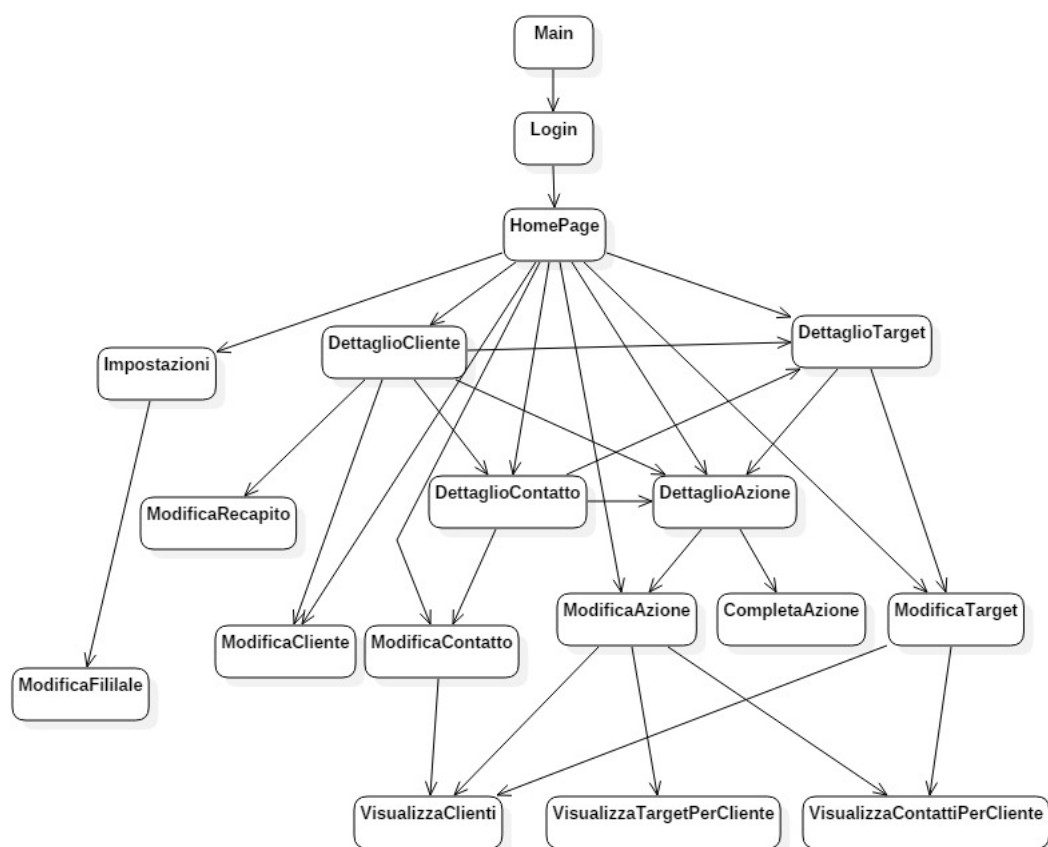 Main
Login
HomePage
DettaglioTarget
DettaglioCliente
Impostazioni
DettaglioContatto
DettaglioAzione
ModificaRecapito
ModificaAzione
CompletaAzione
ModificaTarget
ModificaCliente
ModificaContatto
ModificaFililale
VisualizzaClienti
VisualizzaTargetPerCliente
VisualizzaContattiPerCliente